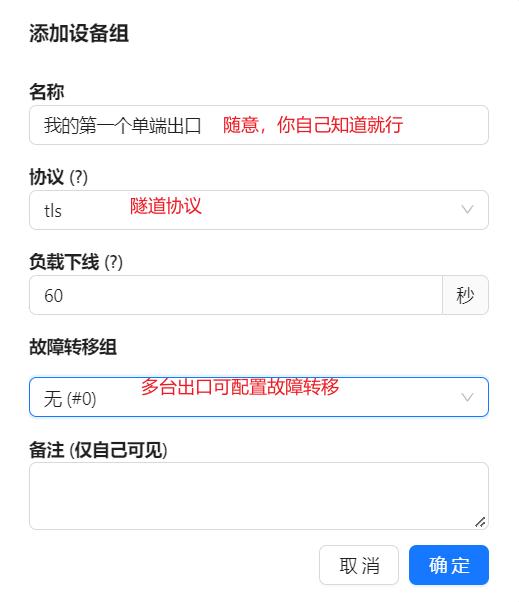 添加设备组
名称
我的第一个单端出口 随意，你自己知道就行
协议 (?)
tls 隧道协议
负载下线 (?)
60 秒
故障转移组
无 (#0) 多台出口可配置故障转移
备注 (仅自己可见)
取 消 确 定